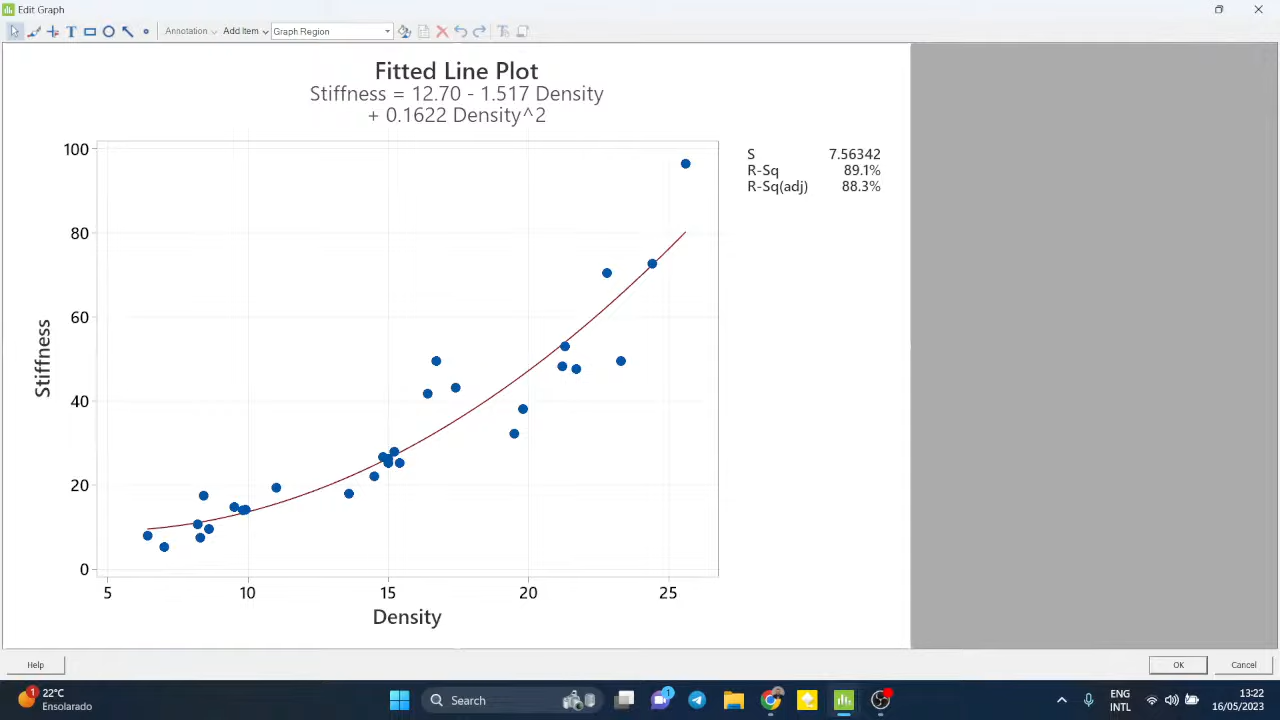 Edit Graph
Annotation Add Item Graph Region
Fitted Line Plot
Stiffness = 12.70 - 1.517 Density
+ 0.1622 Density^2
S 7.56342
R-Sq 89.1%
R-Sq(adj) 88.3%
100
80
60
40
20
0
Stiffness
5 10 15 20 25
Density
Help OK Cancel
1
22°C
Ensolarado
Search
1
ENG
INTL
13:22
16/05/2023